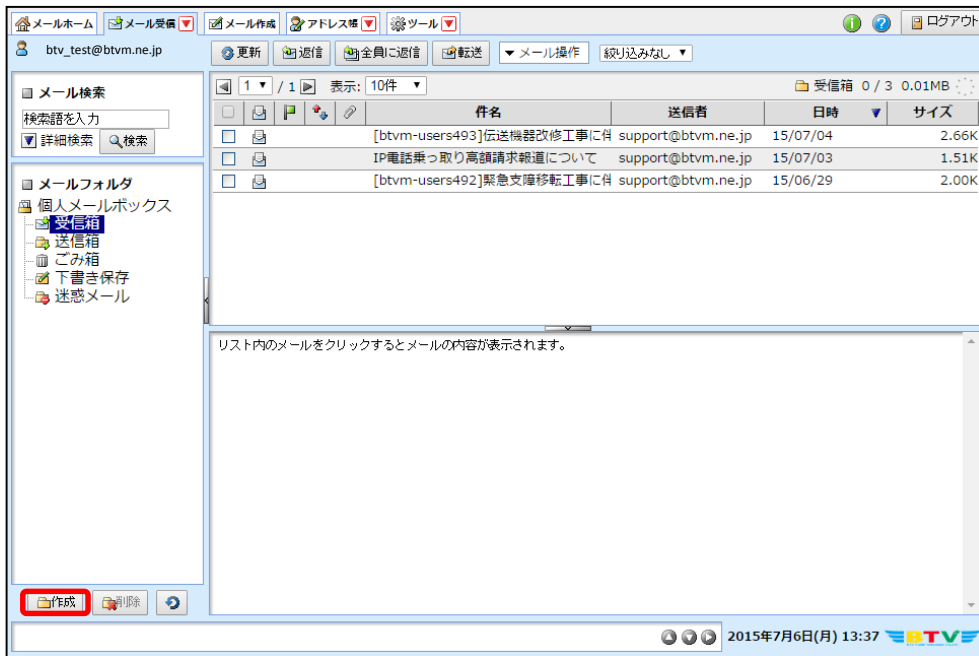 メールホーム メール受信 メール作成 アドレス帳 ツール ログアウト
btv_test@btvm.ne.jp 更新 返信 全員に返信 転送 メール操作 絞り込みなし
メール検索
検索語を入力
詳細検索 検索
メールフォルダ
個人メールボックス
受信箱
送信箱
ごみ箱
下書き保存
迷惑メール
作成 削除
1 / 1 表示: 10件 受信箱 0 / 3 0.01MB
件名 送信者 日時 サイズ
[btvm-users493]伝送機器改修工事に伴 support@btvm.ne.jp 15/07/04 2.66K
IP電話乗っ取り高額請求報道について support@btvm.ne.jp 15/07/03 1.51K
[btvm-users492]緊急支障移転工事に伴 support@btvm.ne.jp 15/06/29 2.00K
リスト内のメールをクリックするとメールの内容が表示されます。
2015年7月6日(月) 13:37 BTV